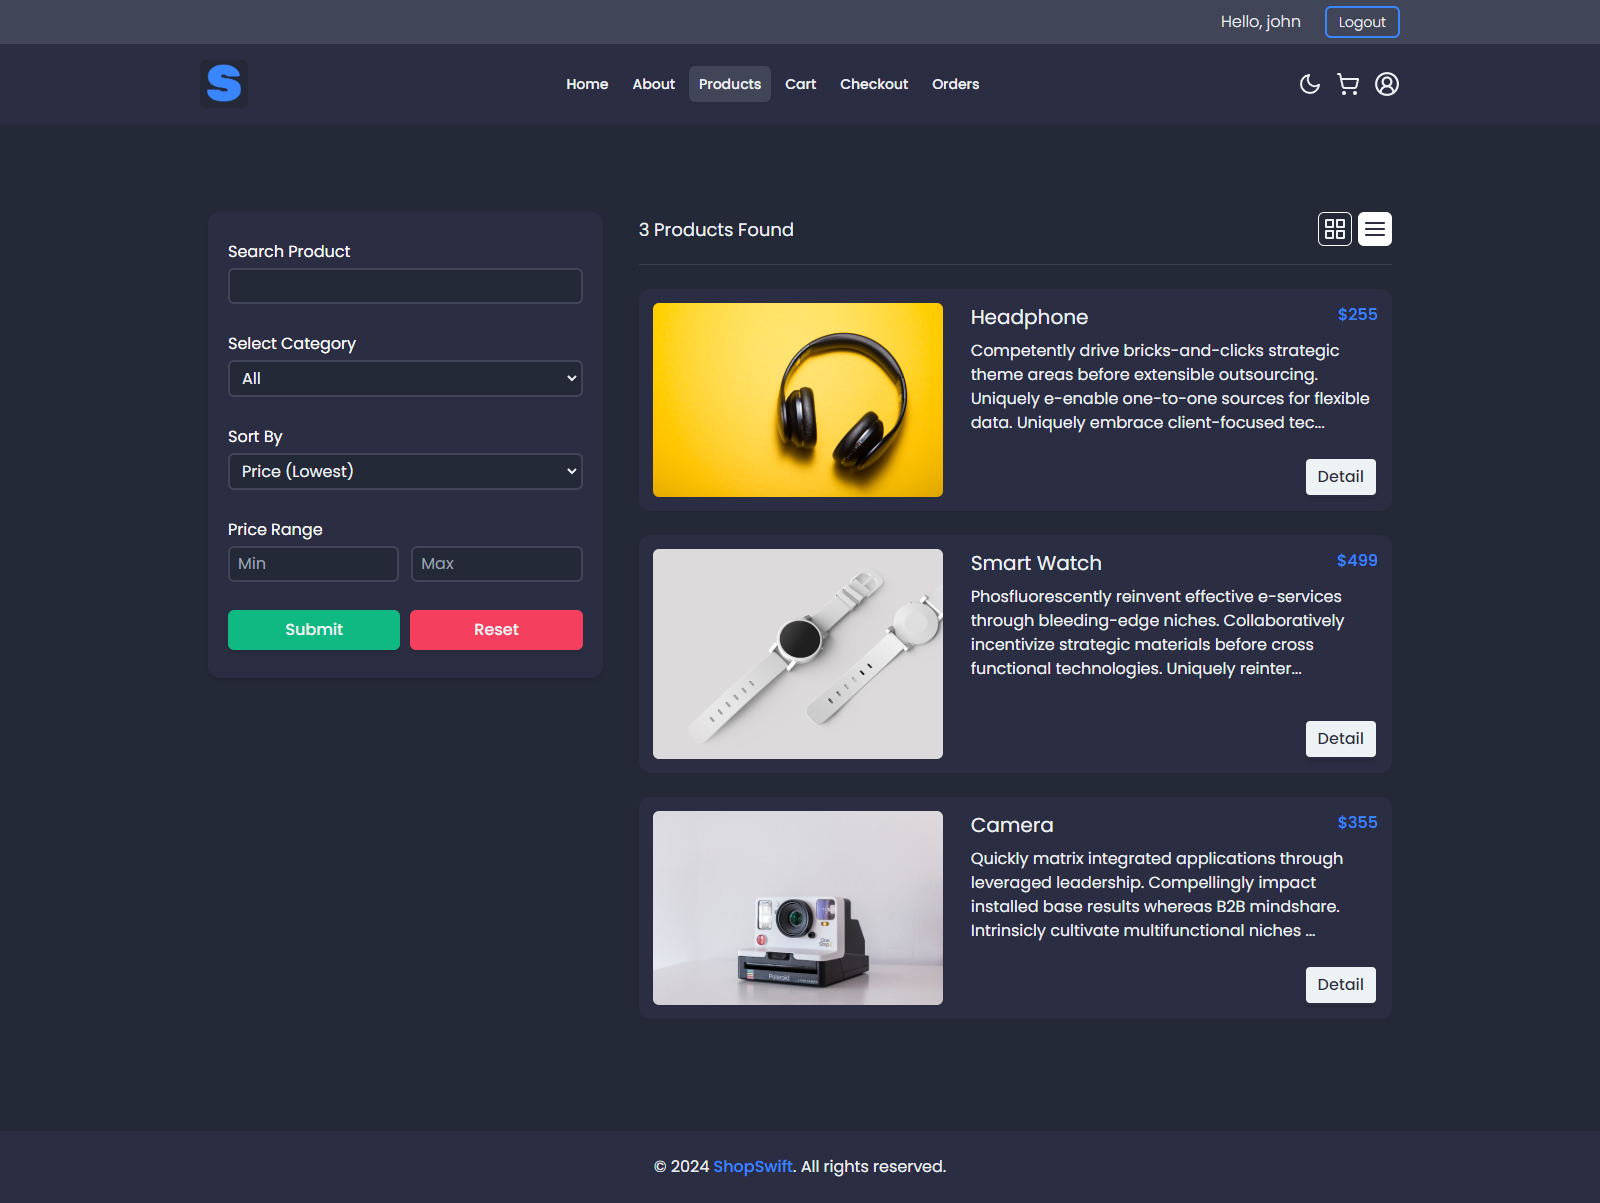 Hello, john
Logout
S
Home
About
Products
Cart
Checkout
Orders
Search Product
Select Category
All
Sort By
Price (Lowest)
Price Range
Min
Max
Submit
Reset
3 Products Found
Headphone
$255
Competently drive bricks-and-clicks strategic
theme areas before extensible outsourcing.
Uniquely e-enable one-to-one sources for flexible
data. Uniquely embrace client-focused tec...
Detail
Smart Watch
$499
Phosfluorescently reinvent effective e-services
through bleeding-edge niches. Collaboratively
incentivize strategic materials before cross
functional technologies. Uniquely reinter...
Detail
Camera
$355
Quickly matrix integrated applications through
leveraged leadership. Compellingly impact
installed base results whereas B2B mindshare.
Intrinsicly cultivate multifunctional niches ...
One
Step
Polaroid
Detail
© 2024 ShopSwift. All rights reserved.